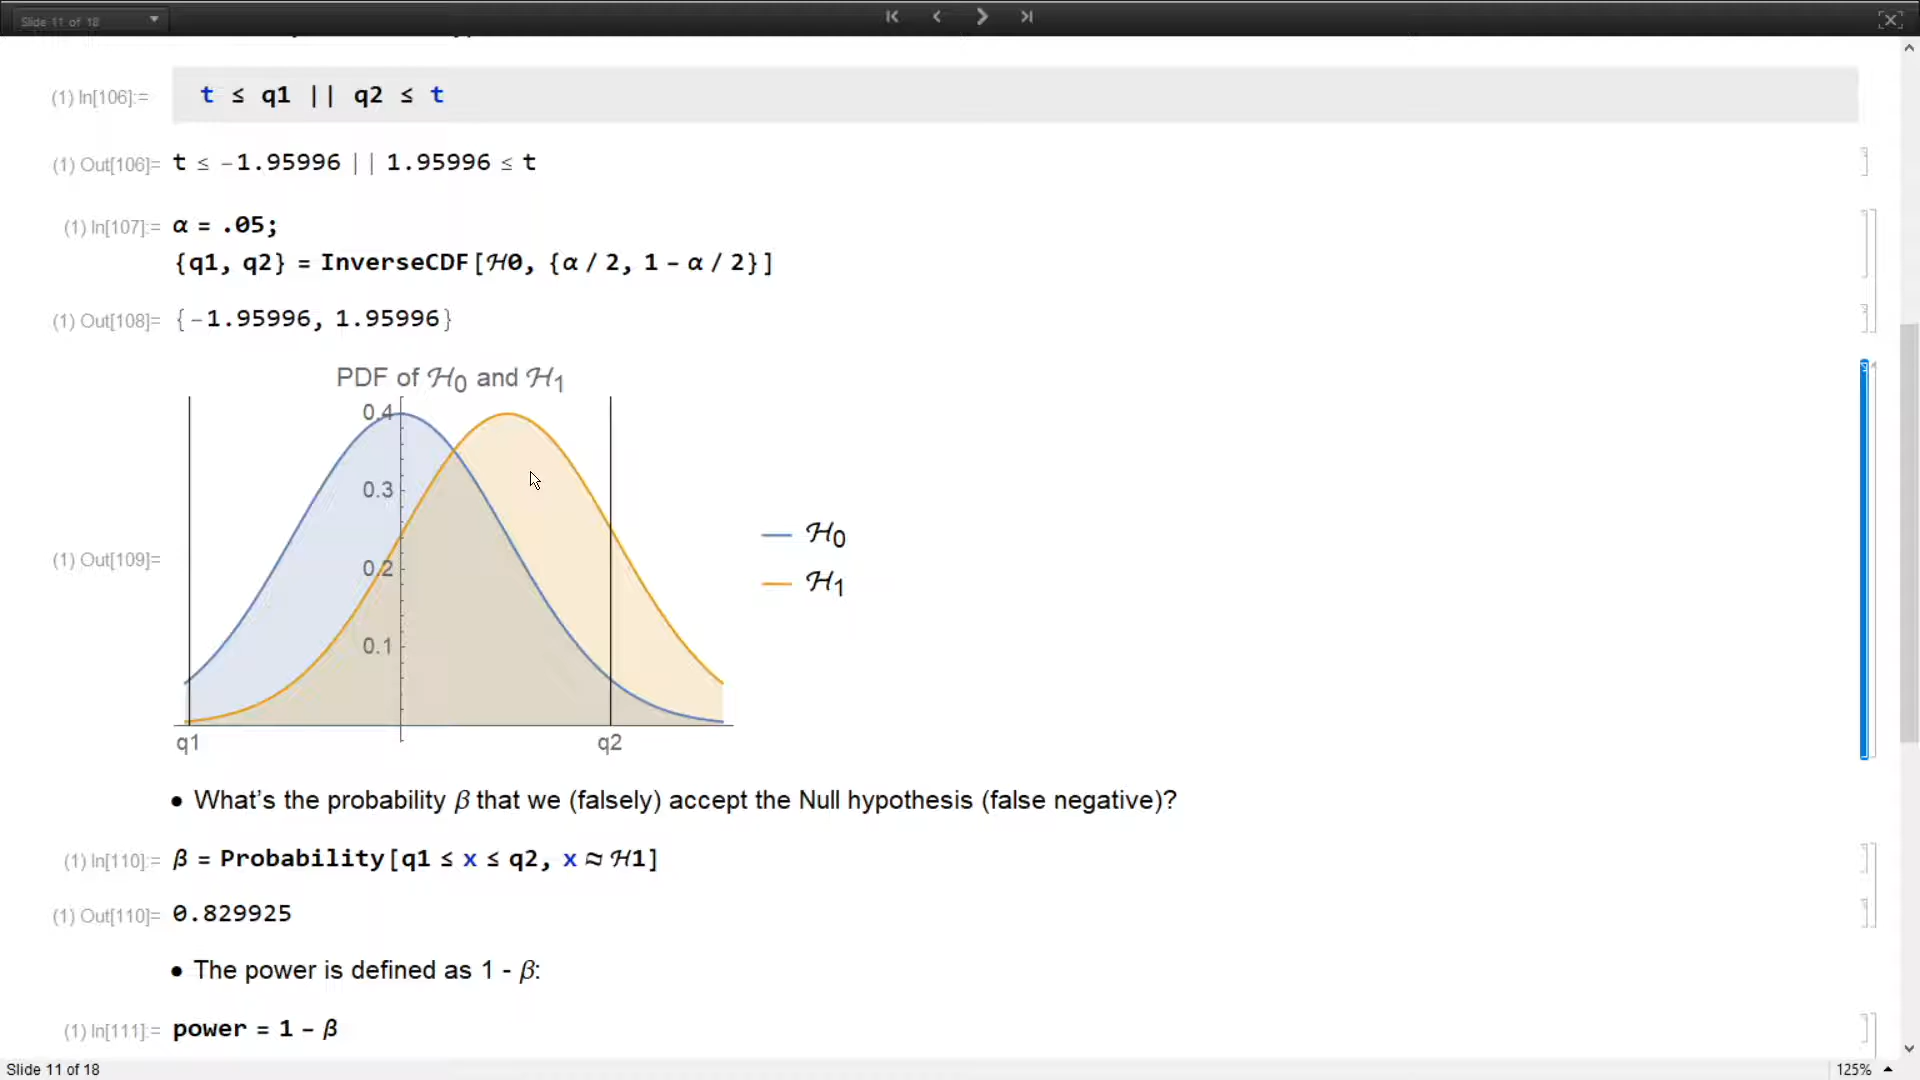 Slide 11 of 18
(1) In[106]:= t ≤ q1 || q2 ≤ t
(1) Out[106]= t ≤ -1.95996 || 1.95996 ≤ t
(1) In[107]:= α = .05;
{q1, q2} = InverseCDF[ℋ0, {α / 2, 1 - α / 2}]
(1) Out[108]= {-1.95996, 1.95996}
PDF of ℋ0 and ℋ1
0.4
0.3
0.2
0.1
q1
q2
ℋ0
ℋ1
(1) Out[109]=
• What's the probability β that we (falsely) accept the Null hypothesis (false negative)?
(1) In[110]:= β = Probability[q1 ≤ x ≤ q2, x ≈ ℋ1]
(1) Out[110]= 0.829925
• The power is defined as 1 - β:
(1) In[111]:= power = 1 - β
Slide 11 of 18
125%